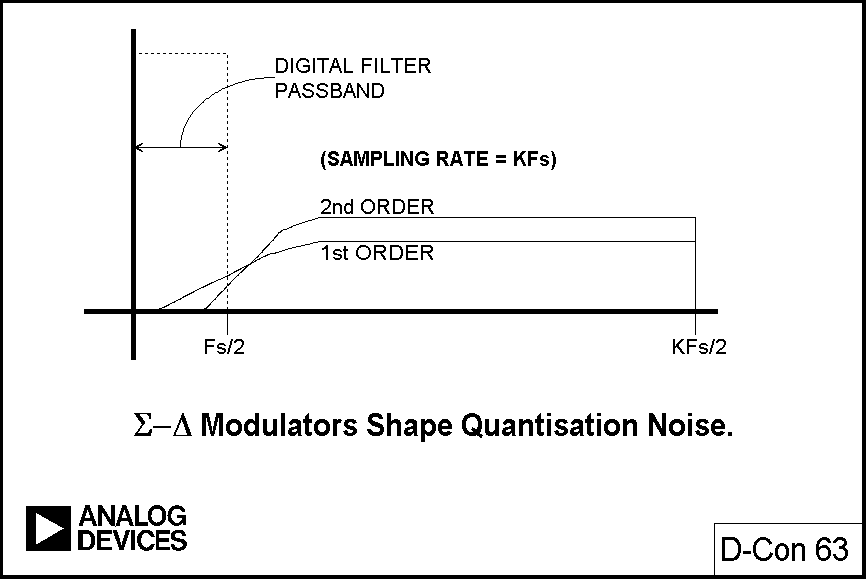 DIGITAL FILTER
PASSBAND
(SAMPLING RATE = KFs)
2nd ORDER
1st ORDER
Fs/2
KFs/2
Σ−Δ Modulators Shape Quantisation Noise.
ANALOG
DEVICES
D-Con 63